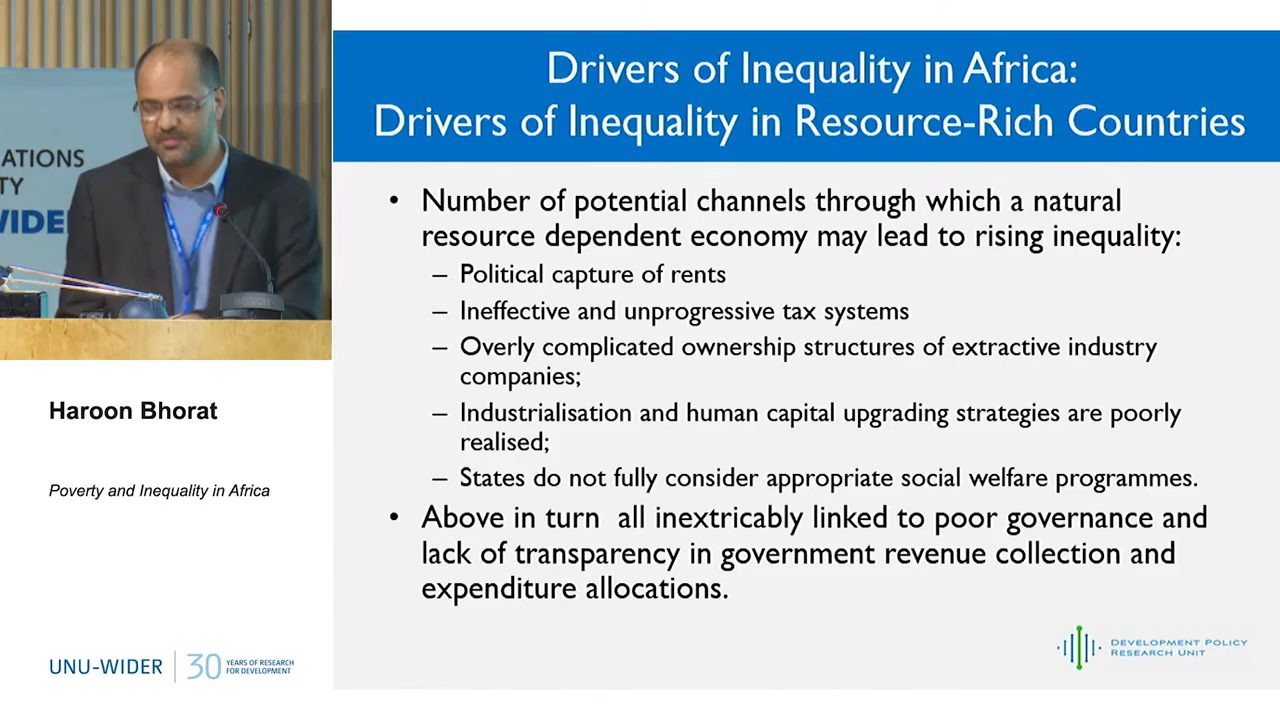 ATIONS
TY
WIDE
Drivers of Inequality in Africa:
Drivers of Inequality in Resource-Rich Countries
• Number of potential channels through which a natural
resource dependent economy may lead to rising inequality:
– Political capture of rents
– Ineffective and unprogressive tax systems
– Overly complicated ownership structures of extractive industry
companies;
– Industrialisation and human capital upgrading strategies are poorly
realised;
– States do not fully consider appropriate social welfare programmes.
• Above in turn all inextricably linked to poor governance and
lack of transparency in government revenue collection and
expenditure allocations.
Haroon Bhorat
Poverty and Inequality in Africa
UNU-WIDER
30 YEARS OF RESEARCH
FOR DEVELOPMENT
DEVELOPMENT POLICY
RESEARCH UNIT